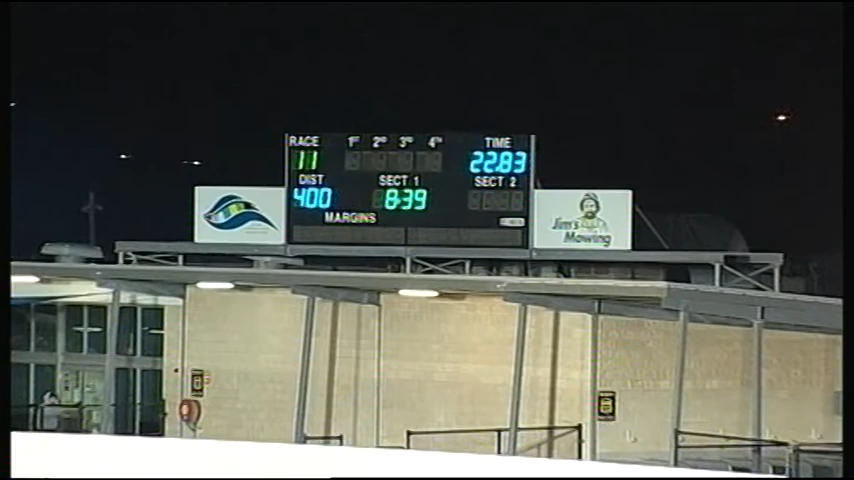 RACE 1ST 2ND 3RD 4TH TIME
11 22.83
DIST SECT 1 SECT 2
400 8.39
MARGINS
Jim's
Mowing